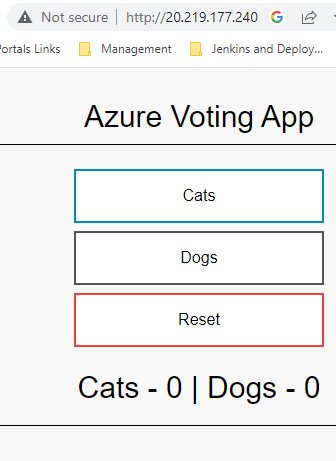 Not secure | http://20.219.177.240
Portals Links Management Jenkins and Deploy...
Azure Voting App
Cats
Dogs
Reset
Cats - 0 | Dogs - 0